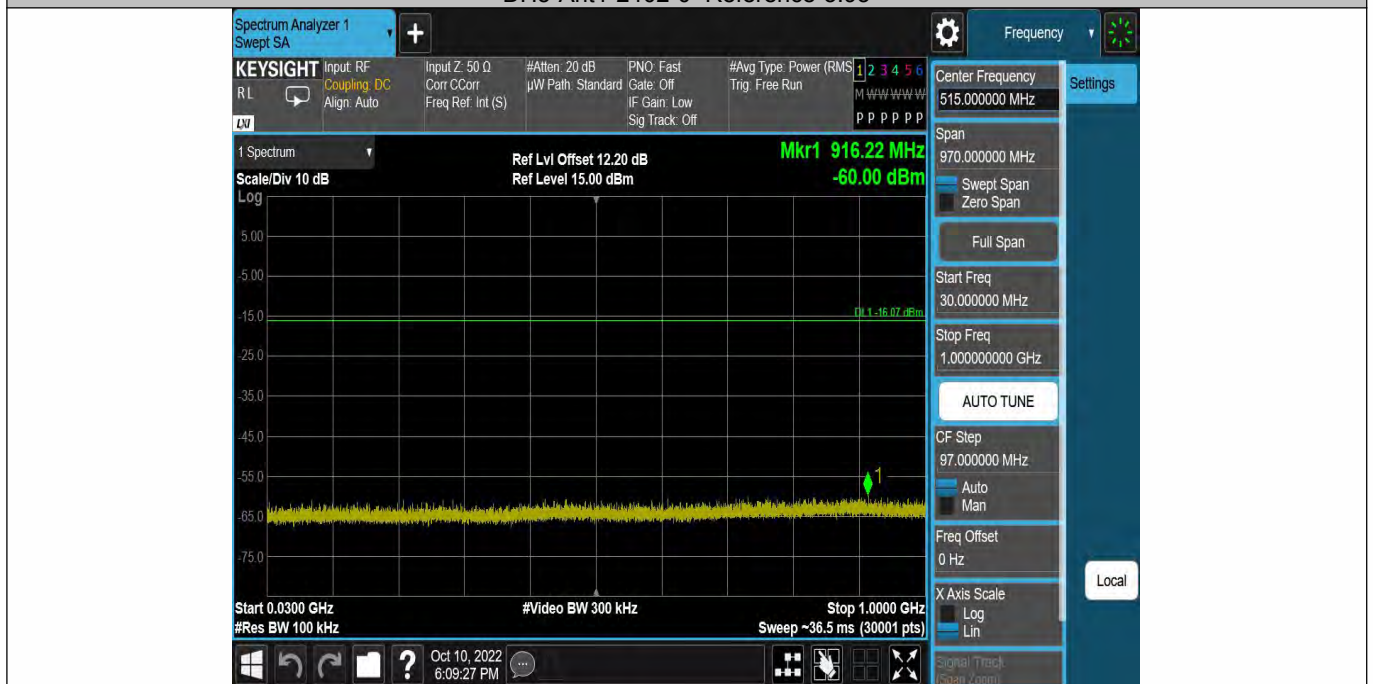 Spectrum Analyzer 1
Swept SA
Frequency
KEYSIGHT
RL
LXI
Input: RF
Coupling: DC
Align: Auto
Input Z: 50 Ω
Corr CCorr
Freq Ref: Int (S)
#Atten: 20 dB
µW Path: Standard
PNO: Fast
Gate: Off
IF Gain: Low
Sig Track: Off
#Avg Type: Power (RMS
Trig: Free Run
1 2 3 4 5 6
M W W W W W
P P P P P P
1 Spectrum
Scale/Div 10 dB
Log
Ref Lvl Offset 12.20 dB
Ref Level 15.00 dBm
Mkr1 916.22 MHz
-60.00 dBm
5.00
-5.00
-15.0
DL1 -16.07 dBm
-25.0
-35.0
-45.0
-55.0
1
-65.0
-75.0
Start 0.0300 GHz
#Res BW 100 kHz
#Video BW 300 kHz
Stop 1.0000 GHz
Sweep ~36.5 ms (30001 pts)
Oct 10, 2022
6:09:27 PM
Center Frequency
515.000000 MHz
Settings
Span
970.000000 MHz
Swept Span
Zero Span
Full Span
Start Freq
30.000000 MHz
Stop Freq
1.000000000 GHz
AUTO TUNE
CF Step
97.000000 MHz
Auto
Man
Freq Offset
0 Hz
X Axis Scale
Log
Lin
Signal Track
(Span Zoom)
Local